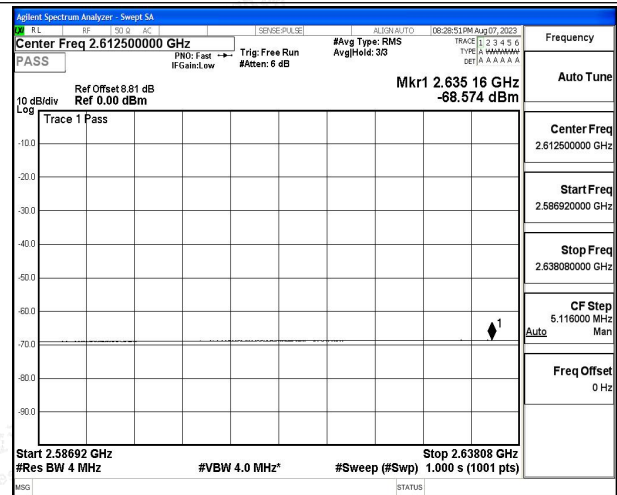 Agilent Spectrum Analyzer - Swept SA
RL RF 50 Ω AC SENSE:PULSE ALIGN AUTO 08:28:51 PM Aug 07, 2023
Center Freq 2.612500000 GHz
PASS
PNO: Fast
IFGain:Low
Trig: Free Run
#Atten: 6 dB
#Avg Type: RMS
Avg|Hold: 3/3
TRACE 1 2 3 4 5 6
TYPE A WWWWW
DET A A A A A A
Ref Offset 8.81 dB
10 dB/div Ref 0.00 dBm
Log
Mkr1 2.635 16 GHz
-68.574 dBm
Trace 1 Pass
-10.0
-20.0
-30.0
-40.0
-50.0
-60.0
-70.0
-80.0
-90.0
1
Start 2.58692 GHz Stop 2.63808 GHz
#Res BW 4 MHz #VBW 4.0 MHz* #Sweep (#Swp) 1.000 s (1001 pts)
MSG STATUS
Frequency
Auto Tune
Center Freq
2.612500000 GHz
Start Freq
2.586920000 GHz
Stop Freq
2.638080000 GHz
CF Step
5.116000 MHz
Auto Man
Freq Offset
0 Hz